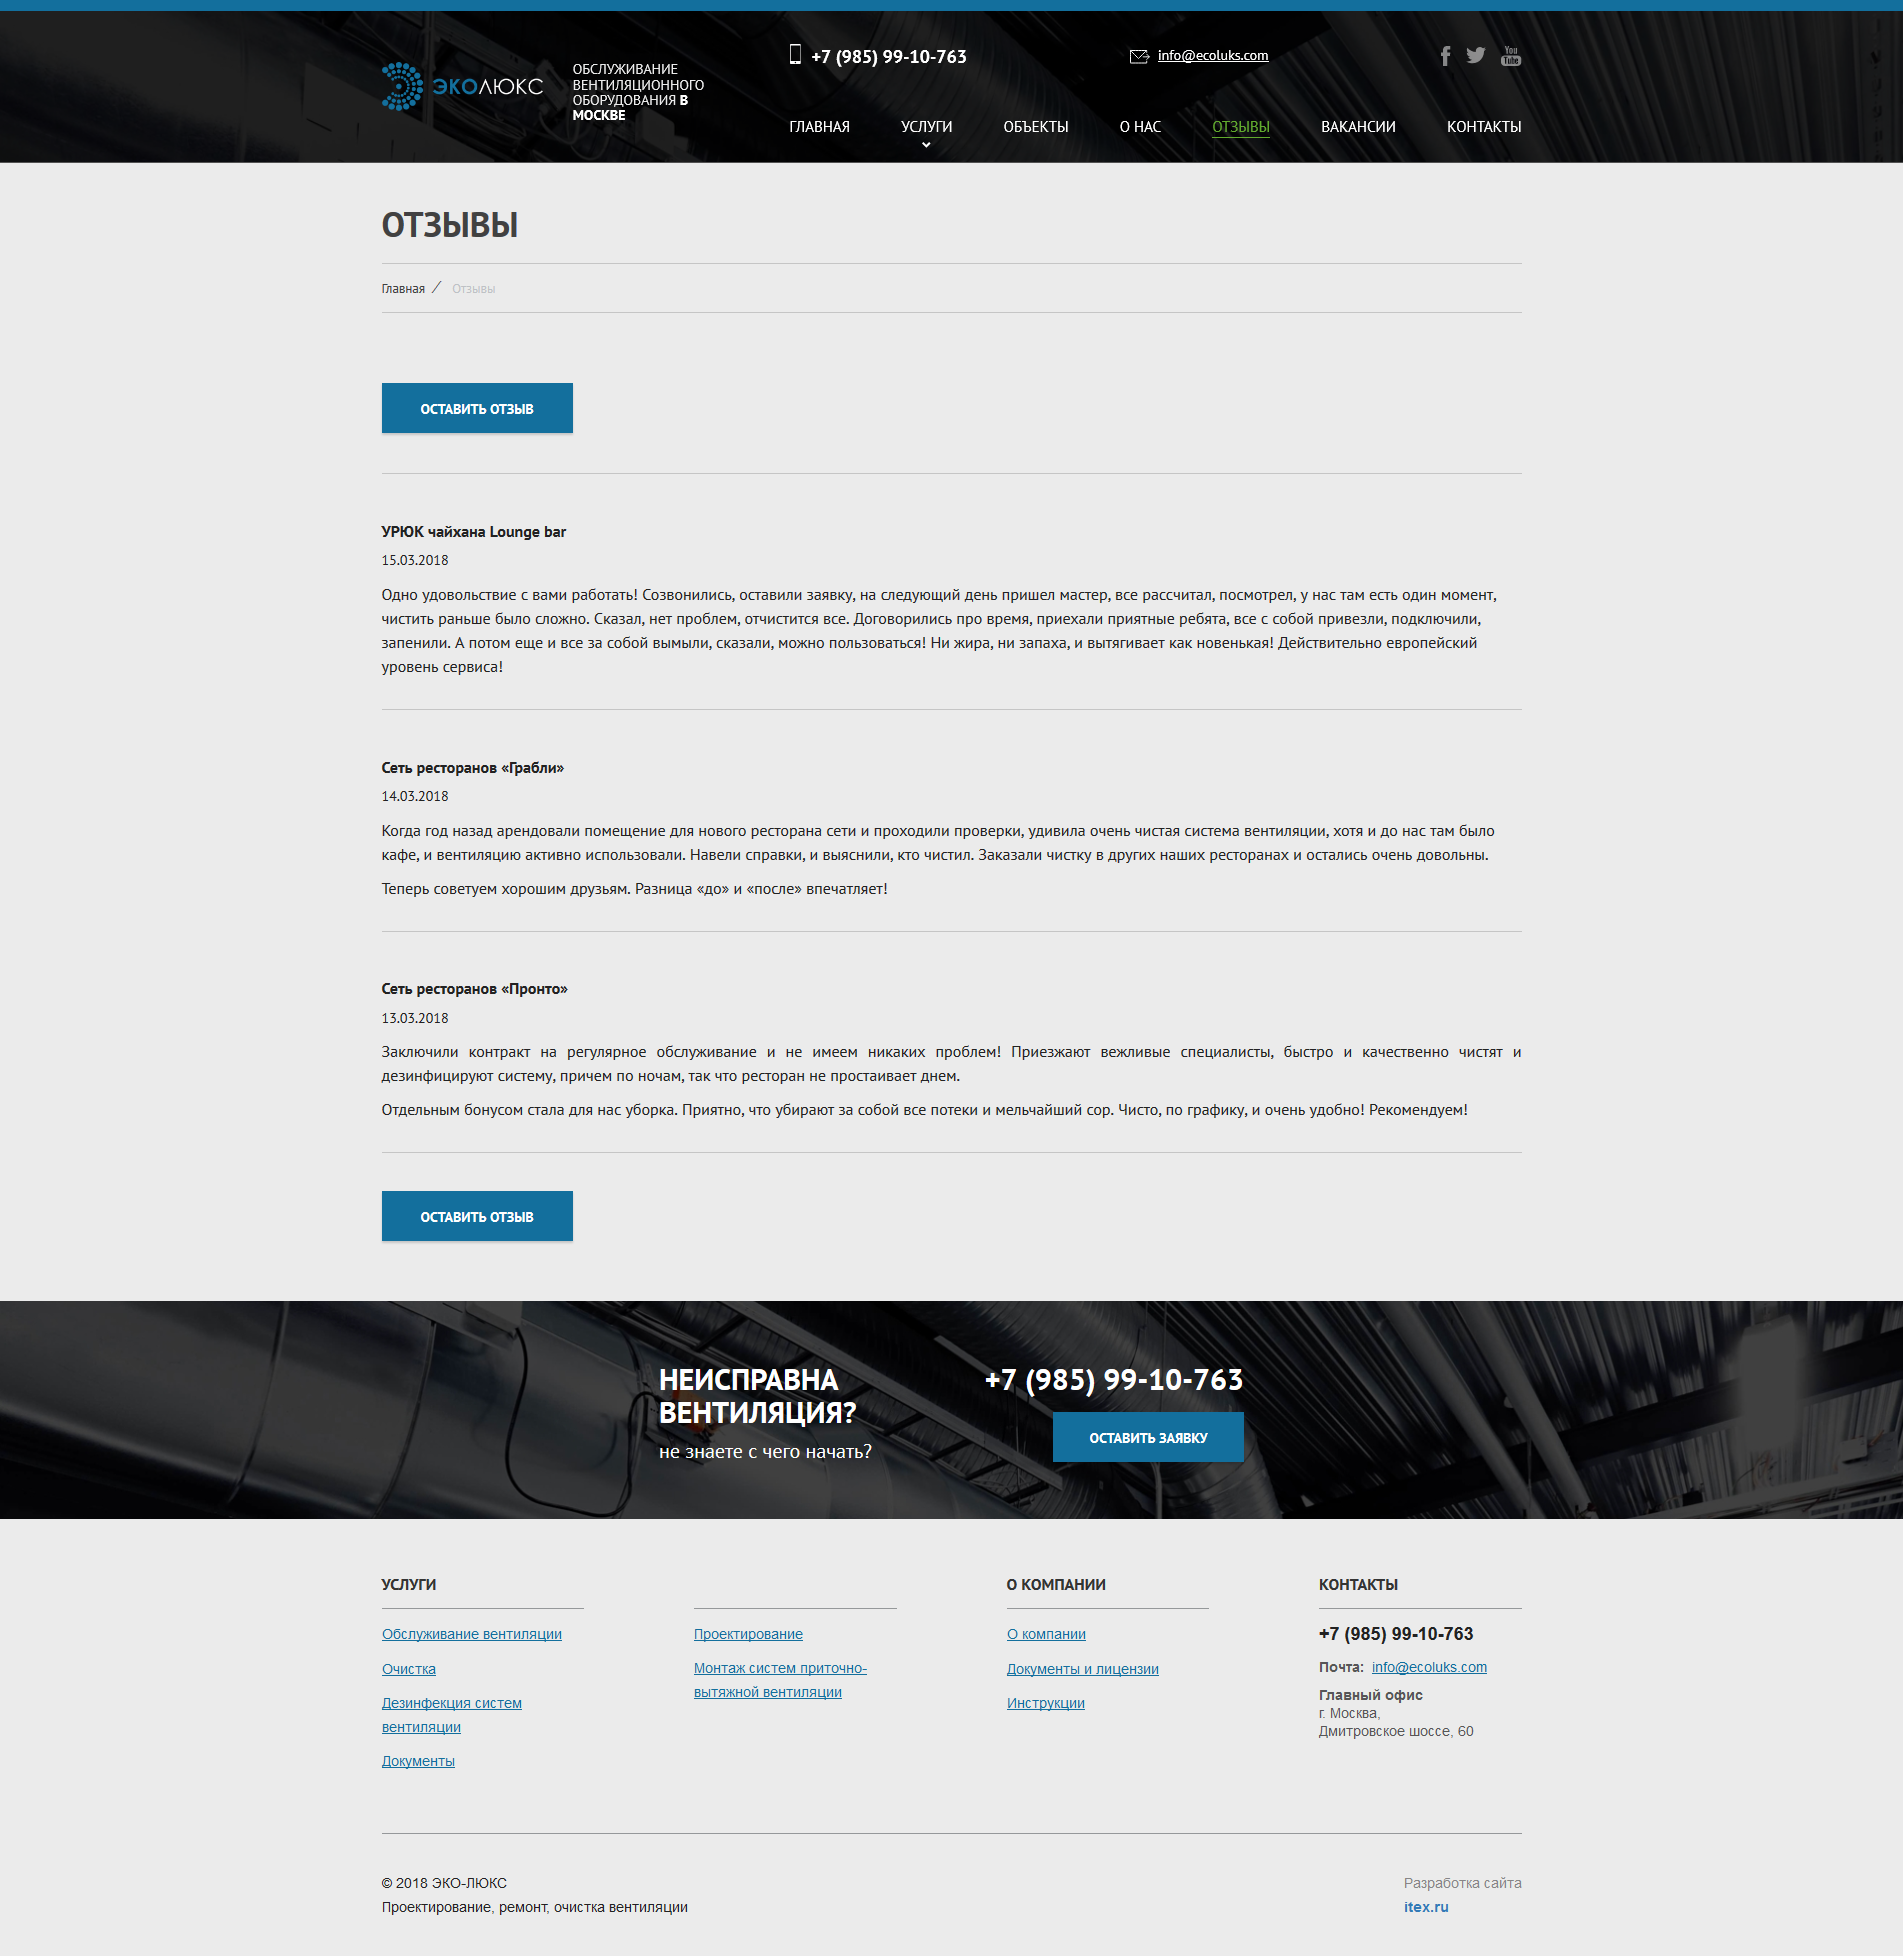 ЭКОЛЮКС
ОБСЛУЖИВАНИЕ
ВЕНТИЛЯЦИОННОГО
ОБОРУДОВАНИЯ В
МОСКВЕ
+7 (985) 99-10-763
info@ecoluks.com
You
Tube
ГЛАВНАЯ УСЛУГИ ОБЪЕКТЫ О НАС ОТЗЫВЫ ВАКАНСИИ КОНТАКТЫ
ОТЗЫВЫ
Главная / Отзывы
ОСТАВИТЬ ОТЗЫВ
УРЮК чайхана Lounge bar
15.03.2018
Одно удовольствие с вами работать! Созвонились, оставили заявку, на следующий день пришел мастер, все рассчитал, посмотрел, у нас там есть один момент,
чистить раньше было сложно. Сказал, нет проблем, отчистится все. Договорились про время, приехали приятные ребята, все с собой привезли, подключили,
запенили. А потом еще и все за собой вымыли, сказали, можно пользоваться! Ни жира, ни запаха, и вытягивает как новенькая! Действительно европейский
уровень сервиса!
Сеть ресторанов «Грабли»
14.03.2018
Когда год назад арендовали помещение для нового ресторана сети и проходили проверки, удивила очень чистая система вентиляции, хотя и до нас там было
кафе, и вентиляцию активно использовали. Навели справки, и выяснили, кто чистил. Заказали чистку в других наших ресторанах и остались очень довольны.
Теперь советуем хорошим друзьям. Разница «до» и «после» впечатляет!
Сеть ресторанов «Пронто»
13.03.2018
Заключили контракт на регулярное обслуживание и не имеем никаких проблем! Приезжают вежливые специалисты, быстро и качественно чистят и
дезинфицируют систему, причем по ночам, так что ресторан не простаивает днем.
Отдельным бонусом стала для нас уборка. Приятно, что убирают за собой все потеки и мельчайший сор. Чисто, по графику, и очень удобно! Рекомендуем!
ОСТАВИТЬ ОТЗЫВ
НЕИСПРАВНА
ВЕНТИЛЯЦИЯ?
не знаете с чего начать?
+7 (985) 99-10-763
ОСТАВИТЬ ЗАЯВКУ
УСЛУГИ
Обслуживание вентиляции
Очистка
Дезинфекция систем
вентиляции
Документы
Проектирование
Монтаж систем приточно-
вытяжной вентиляции
О КОМПАНИИ
О компании
Документы и лицензии
Инструкции
КОНТАКТЫ
+7 (985) 99-10-763
Почта: info@ecoluks.com
Главный офис
г. Москва,
Дмитровское шоссе, 60
© 2018 ЭКО-ЛЮКС
Проектирование, ремонт, очистка вентиляции
Разработка сайта
itex.ru